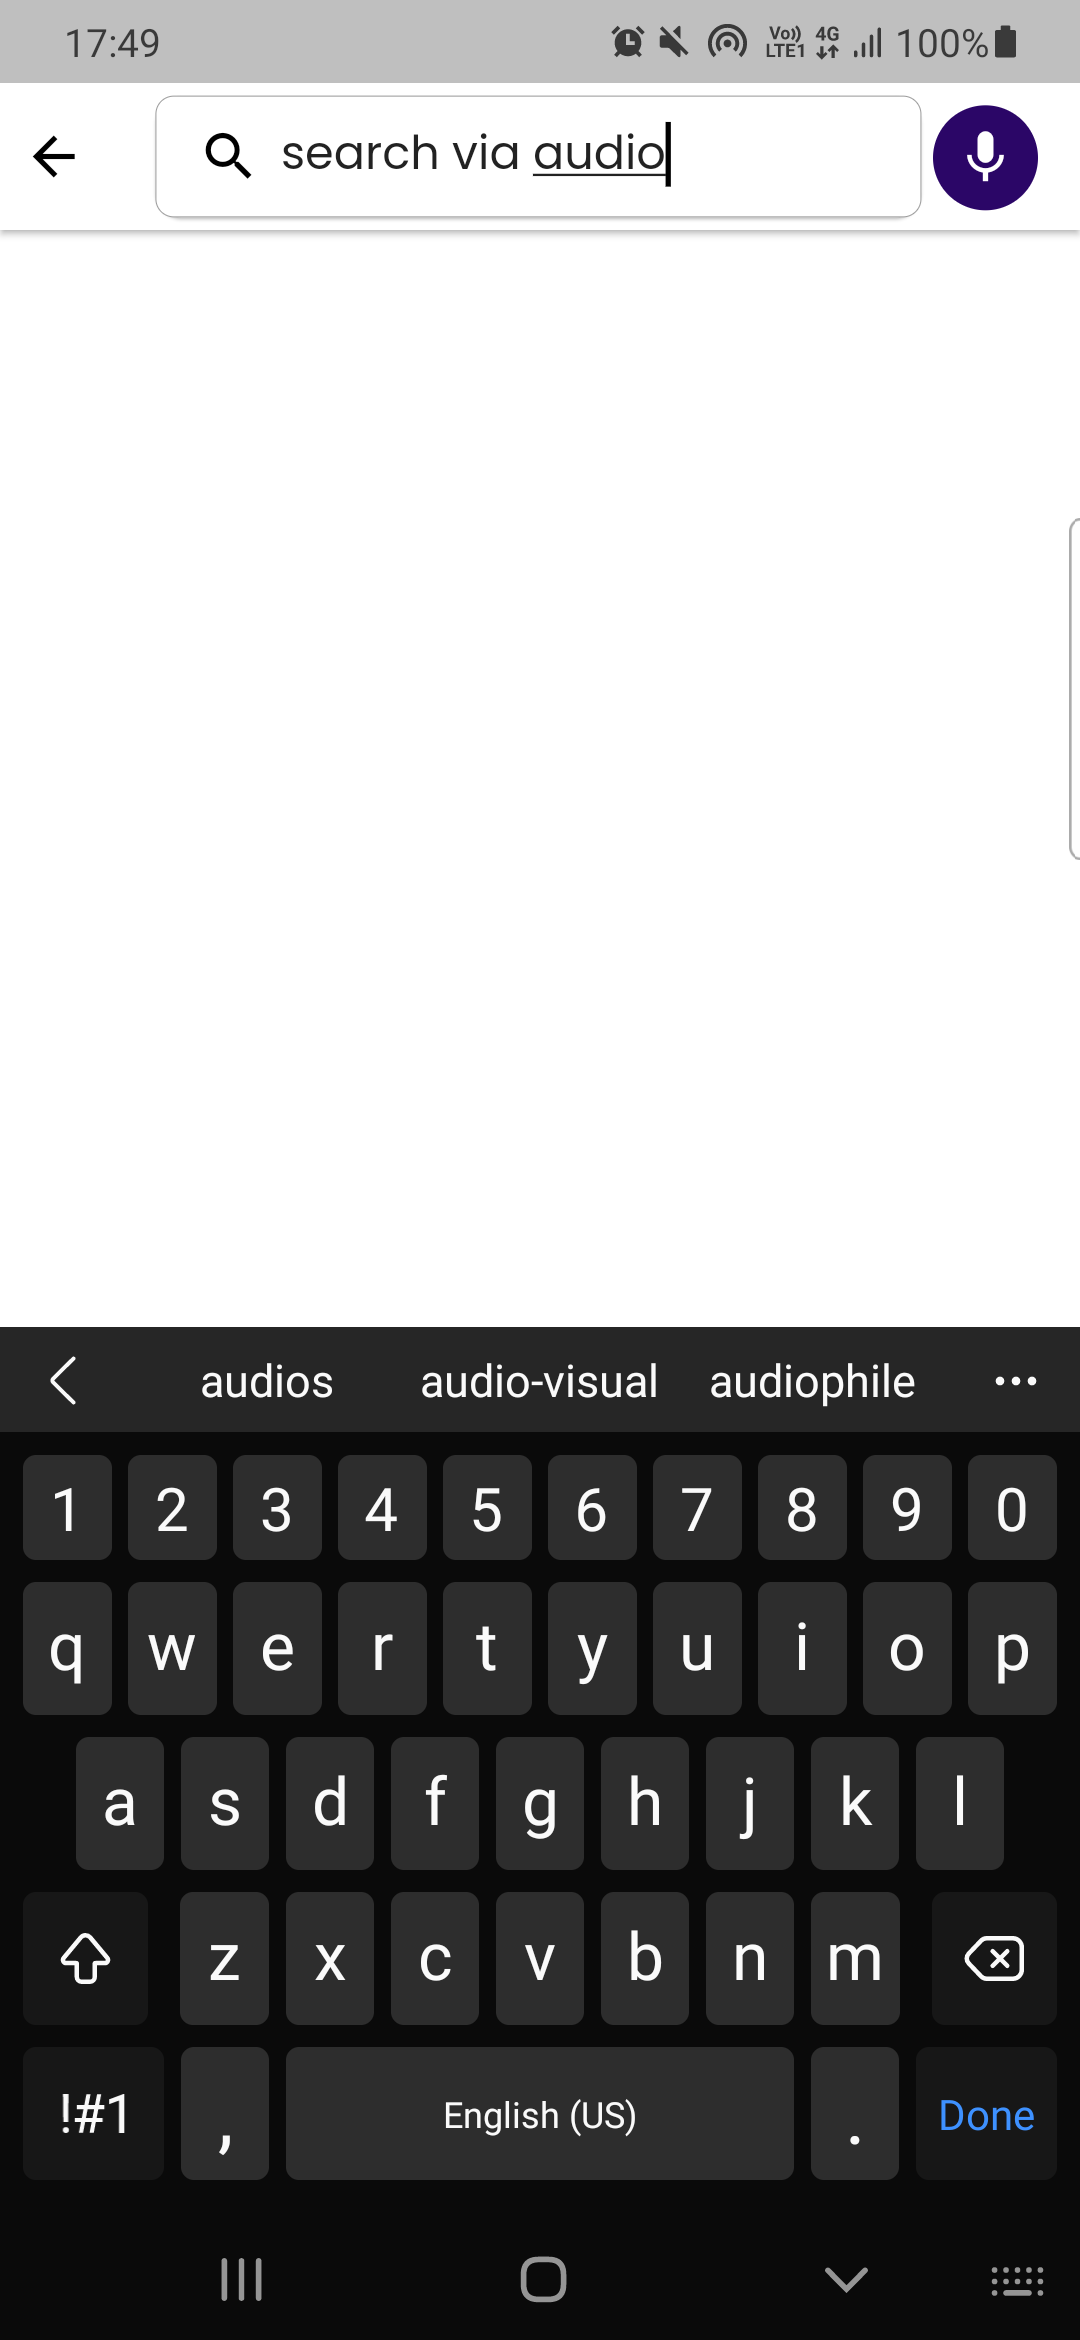 17:49 Vo)) LTE1 4G 100%
search via audio
audios audio-visual audiophile ...
1 2 3 4 5 6 7 8 9 0
q w e r t y u i o p
a s d f g h j k l
z x c v b n m
!#1 , English (US) . Done